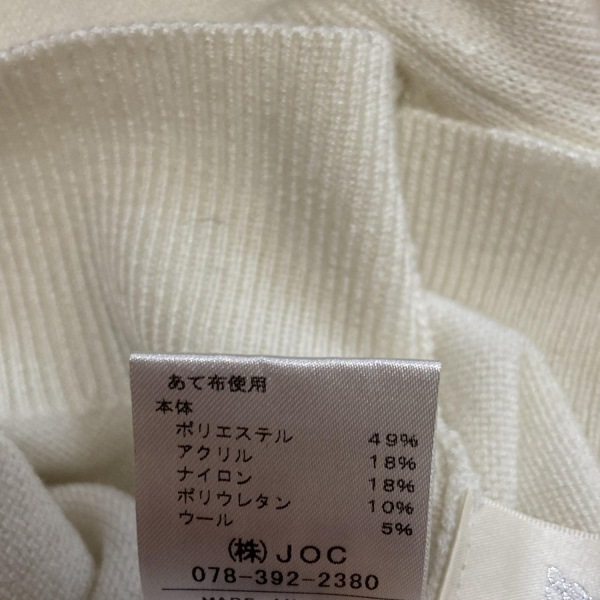 あて布使用
本体
ポリエステル 49%
アクリル 18%
ナイロン 18%
ポリウレタン 10%
ウール 5%
(株)JOC
078-392-2380